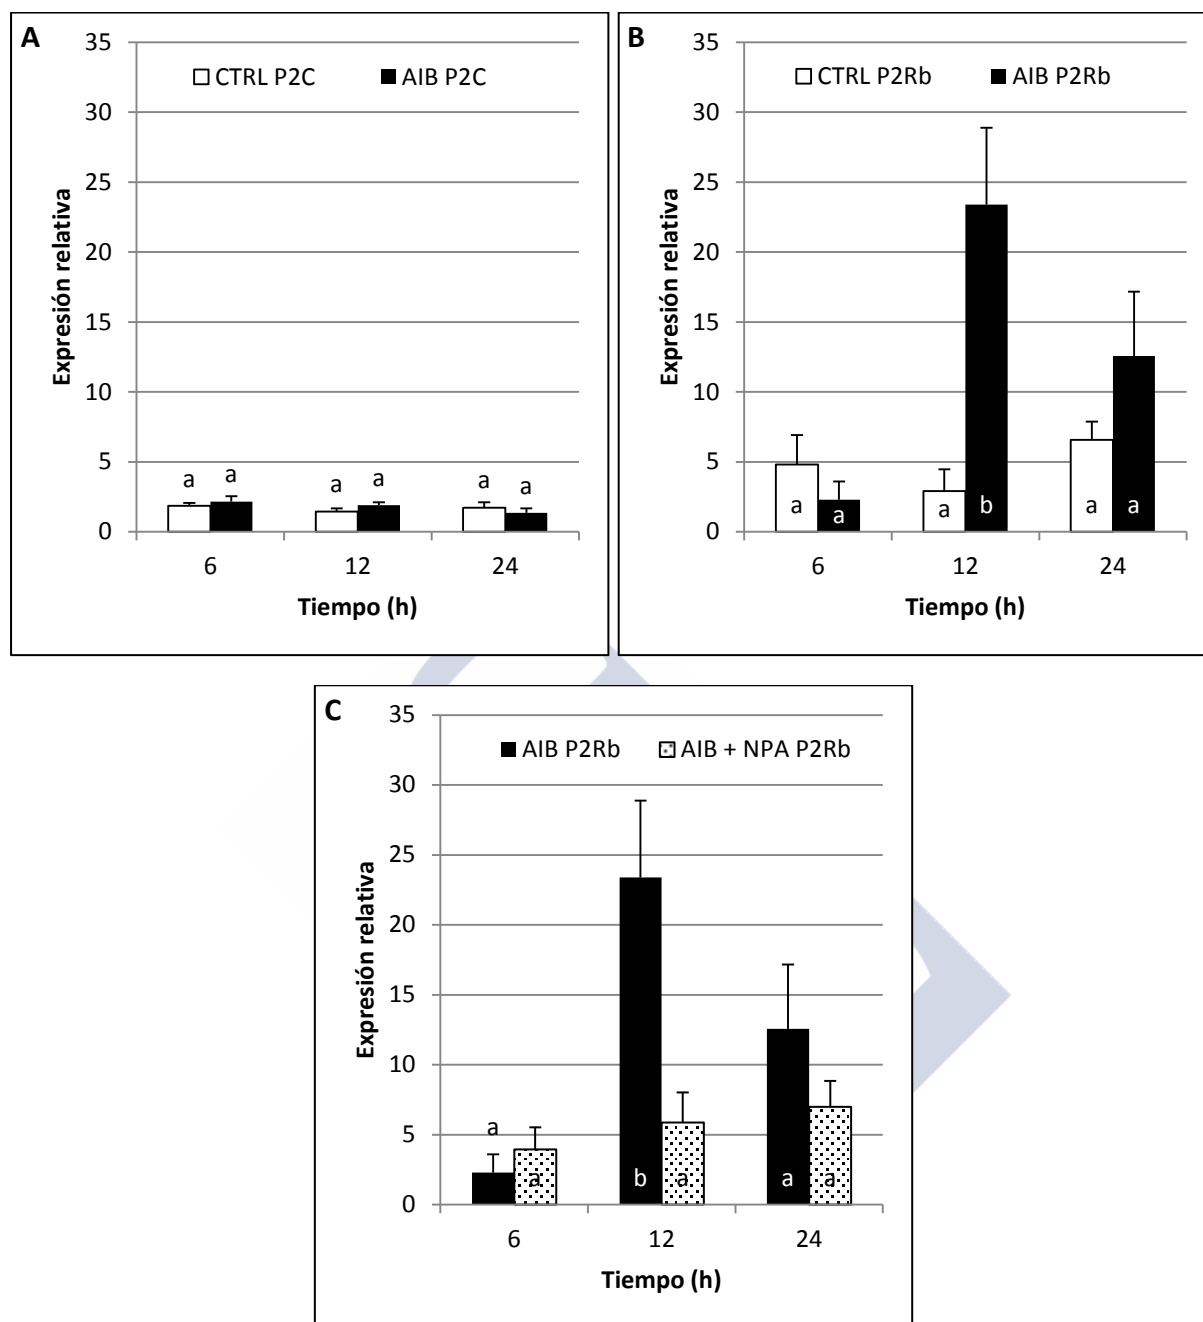 A
35
30
25
20
15
10
5
0
Expresión relativa
CTRL P2C AIB P2C
a a a a a a
6 12 24
Tiempo (h)
B
35
30
25
20
15
10
5
0
Expresión relativa
CTRL P2Rb AIB P2Rb
a a a b a a
6 12 24
Tiempo (h)
C
35
30
25
20
15
10
5
0
Expresión relativa
AIB P2Rb AIB + NPA P2Rb
a a b a a a
6 12 24
Tiempo (h)